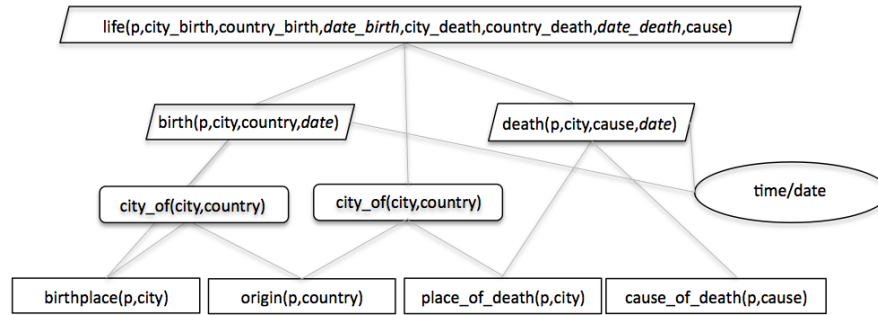 life(p,city_birth,country_birth,date_birth,city_death,country_death,date_death,cause)
birth(p,city,country,date)
death(p,city,cause,date)
time/date
city_of(city,country)
city_of(city,country)
birthplace(p,city)
origin(p,country)
place_of_death(p,city)
cause_of_death(p,cause)